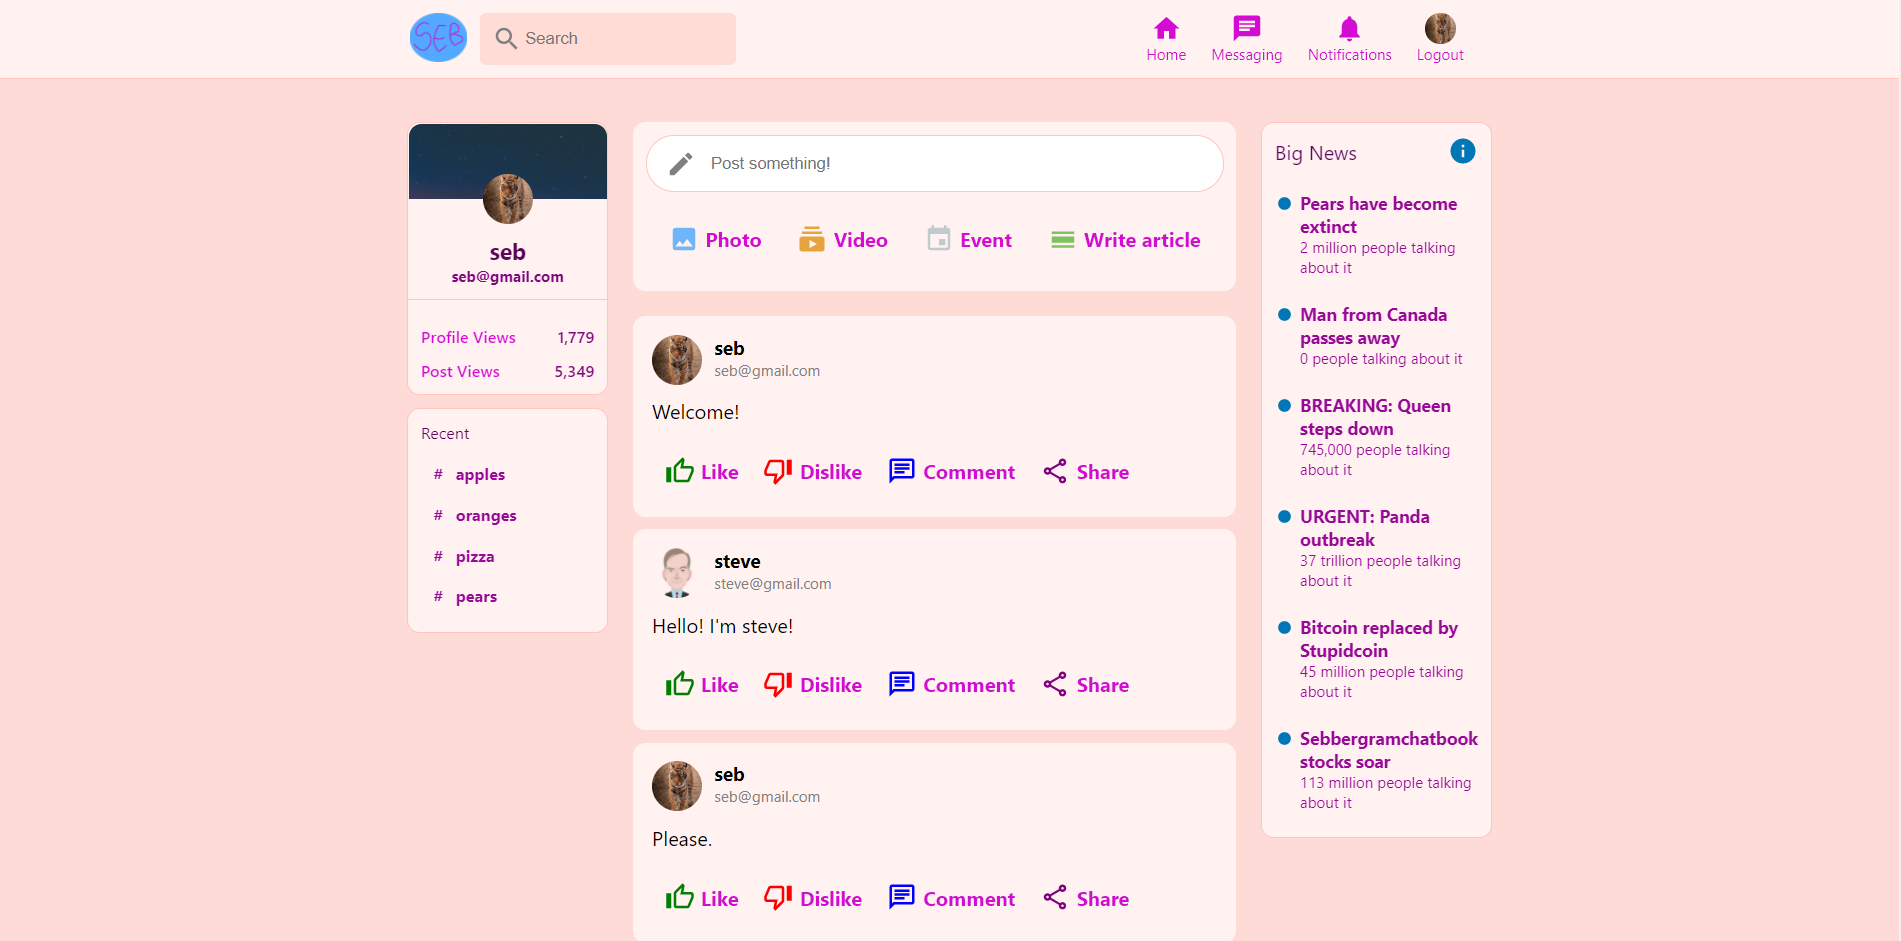 SEB
Search
Home
Messaging
Notifications
Logout
seb
seb@gmail.com
Profile Views 1,779
Post Views 5,349
Recent
# apples
# oranges
# pizza
# pears
Post something!
Photo
Video
Event
Write article
seb
seb@gmail.com
Welcome!
Like
Dislike
Comment
Share
steve
steve@gmail.com
Hello! I'm steve!
Like
Dislike
Comment
Share
seb
seb@gmail.com
Please.
Like
Dislike
Comment
Share
Big News
Pears have become
extinct
2 million people talking
about it
Man from Canada
passes away
0 people talking about it
BREAKING: Queen
steps down
745,000 people talking
about it
URGENT: Panda
outbreak
37 trillion people talking
about it
Bitcoin replaced by
Stupidcoin
45 million people talking
about it
Sebbergramchatbook
stocks soar
113 million people talking
about it